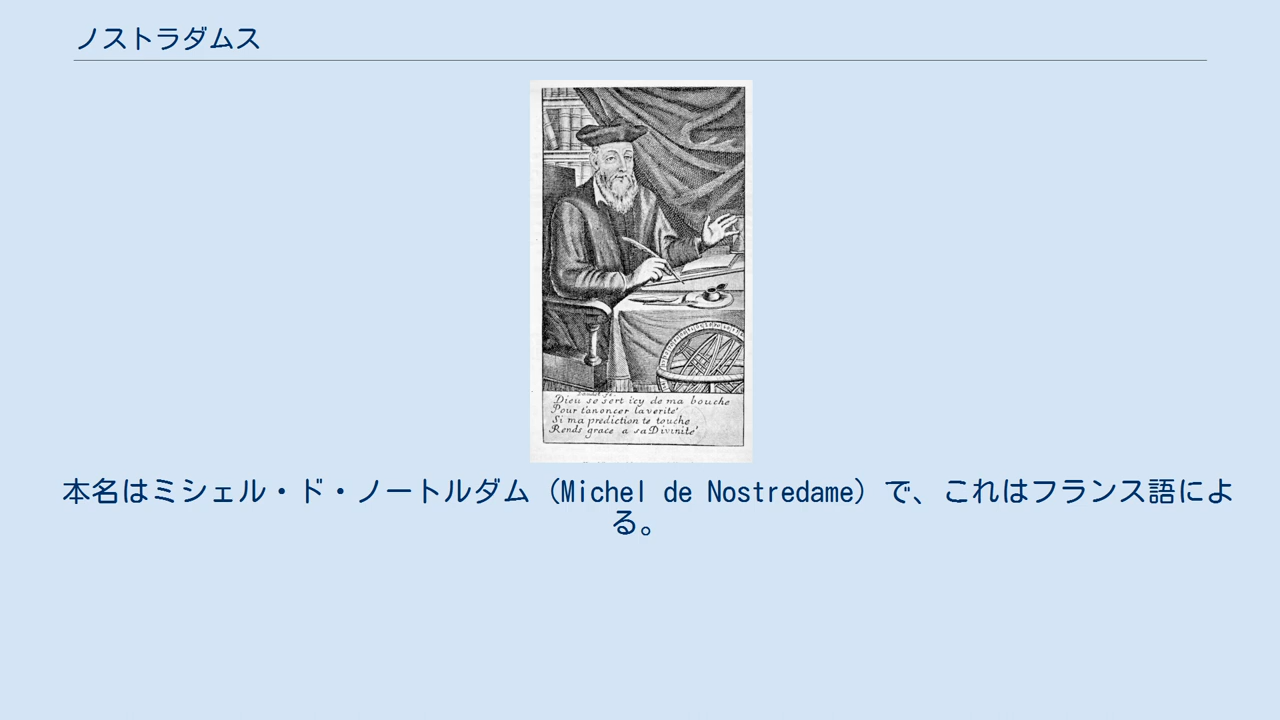 ノストラダムス
Dieu se sert icy de ma bouche
Pour t'anoncer la verité
Si ma prediction te touche
Rends grace a sa Divinité
本名はミシェル・ド・ノートルダム（Michel de Nostredame）で、これはフランス語によ
る。